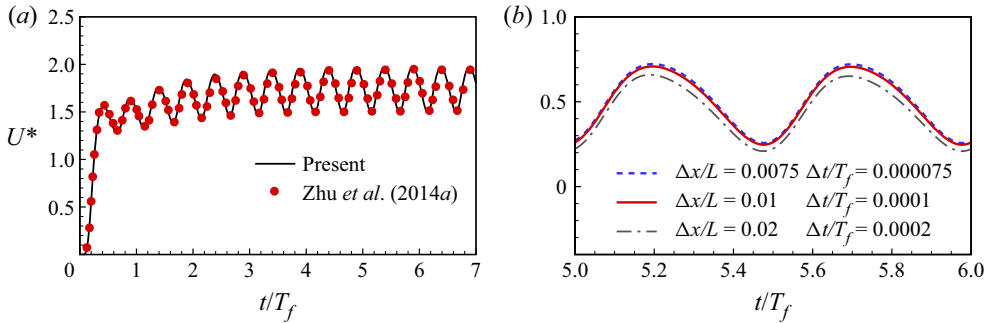 (a)
2.5
2.0
1.5
1.0
0.5
0
U*
Present
Zhu et al. (2014a)
0 1 2 3 4 5 6 7
t/T_f
(b)
1.0
0.5
0
Δx/L = 0.0075 Δt/T_f = 0.000075
Δx/L = 0.01 Δt/T_f = 0.0001
Δx/L = 0.02 Δt/T_f = 0.0002
5.0 5.2 5.4 5.6 5.8 6.0
t/T_f